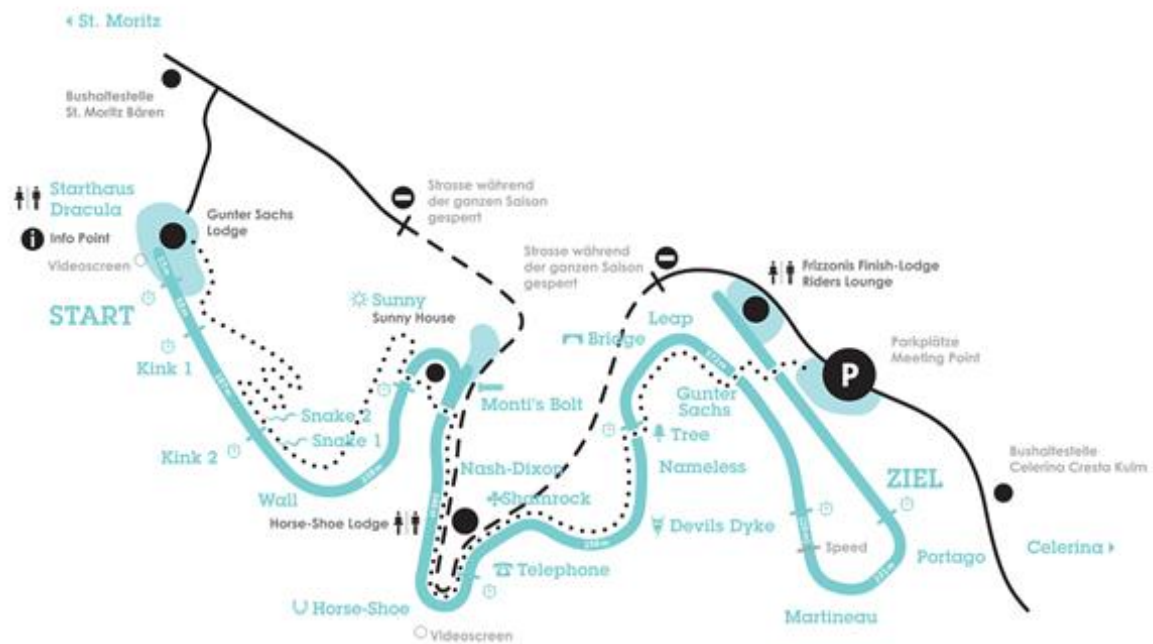 St. Moritz
Bushaltestelle
St. Moritz Bären
Starthaus
Dracula
Info Point
Videoscreen
Gunter Sachs
Lodge
START
Kink 1
Kink 2
Snake 2
Snake 1
Wall
Strasse während
der ganzen Saison
gesperrt
Sunny
Sunny House
Monti's Bolt
Nash-Dixon
Shamrock
Horse-Shoe Lodge
Telephone
Horse-Shoe
Videoscreen
Strasse während
der ganzen Saison
gesperrt
Bridge
Leap
Gunter
Sachs
Tree
Nameless
Devils Dyke
Frizzonis Finish-Lodge
Riders Lounge
Parkplätze
Meeting Point
P
ZIEL
Speed
Portago
Martineau
Bushaltestelle
Celerina Cresta Kulm
Celerina